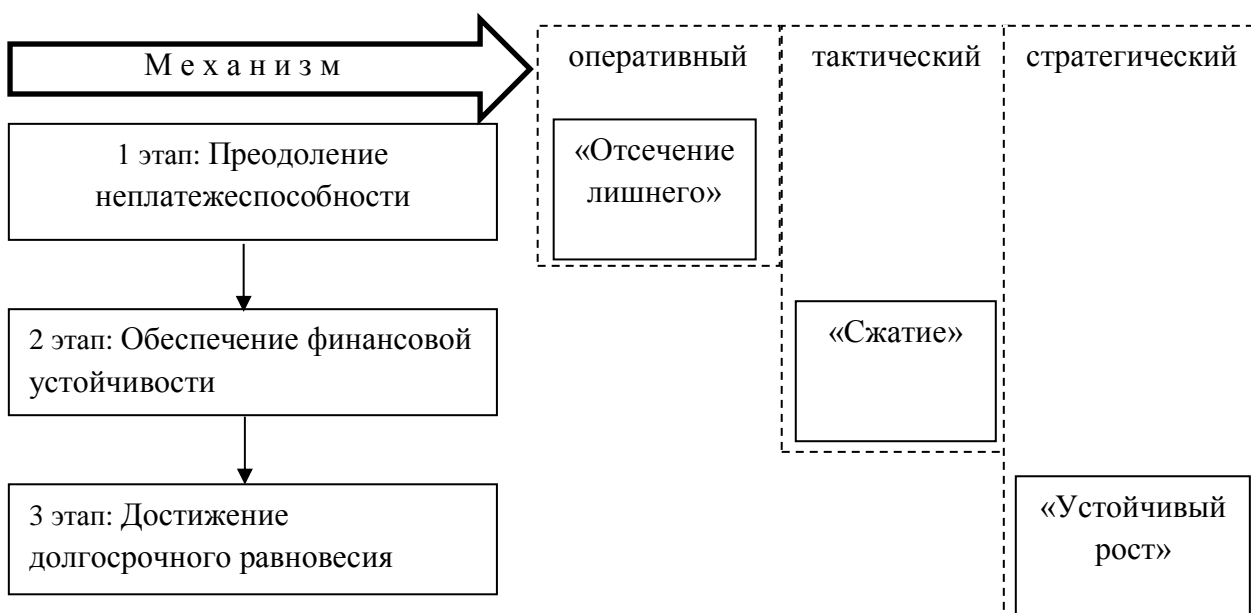 М е х а н и з м
оперативный
тактический
стратегический
1 этап: Преодоление
неплатежеспособности
«Отсечение
лишнего»
2 этап: Обеспечение финансовой
устойчивости
«Сжатие»
3 этап: Достижение
долгосрочного равновесия
«Устойчивый
рост»